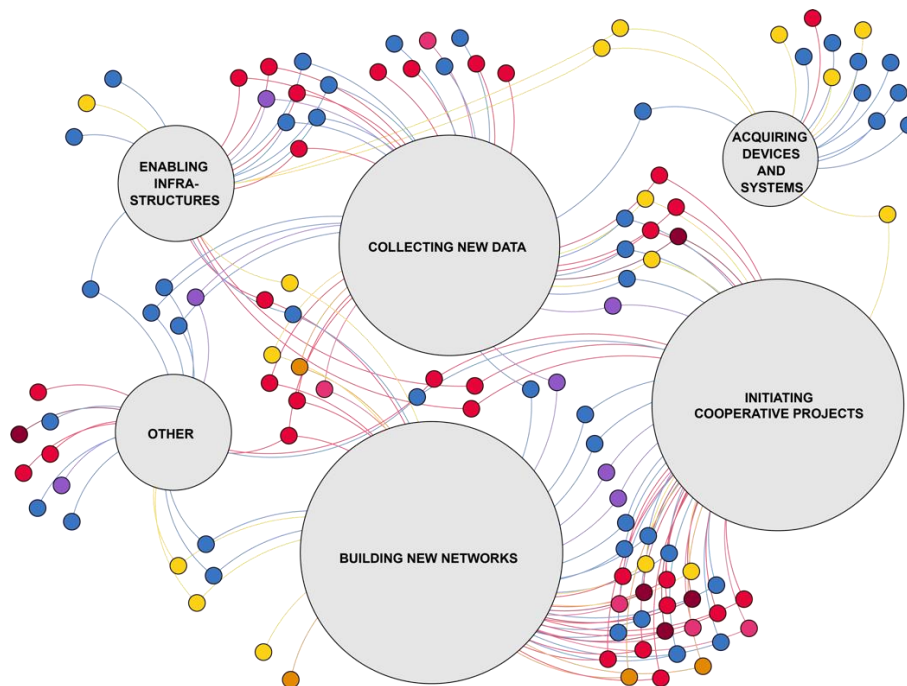 ENABLING
INFRA-
STRUCTURES
COLLECTING NEW DATA
ACQUIRING
DEVICES
AND
SYSTEMS
OTHER
INITIATING
COOPERATIVE PROJECTS
BUILDING NEW NETWORKS